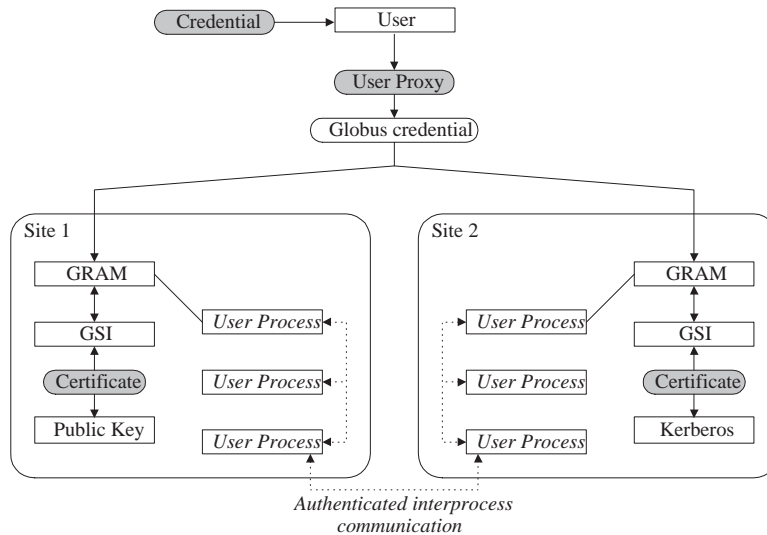 Credential
User
User Proxy
Globus credential
Site 1
GRAM
GSI
Certificate
Public Key
User Process
User Process
User Process
Site 2
GRAM
GSI
Certificate
Kerberos
User Process
User Process
User Process
Authenticated interprocess
communication